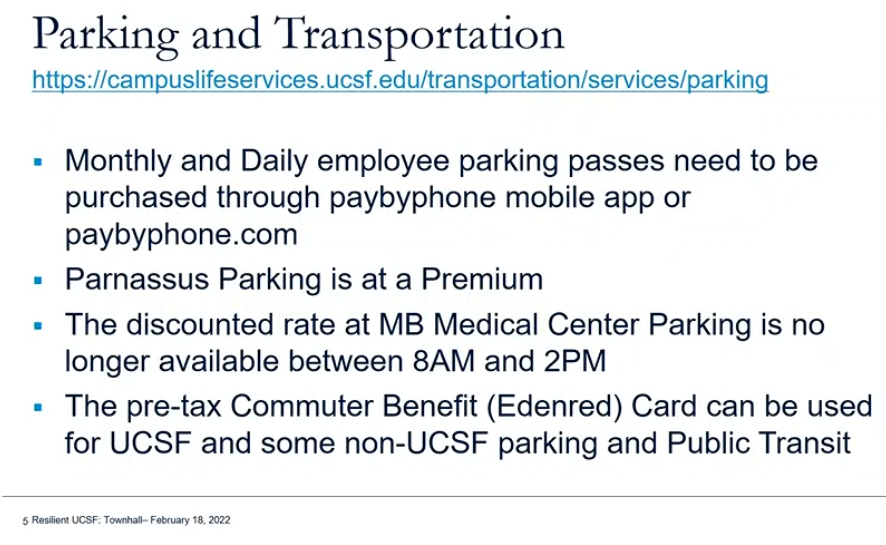 Parking and Transportation
https://campuslifeservices.ucsf.edu/transportation/services/parking
▪ Monthly and Daily employee parking passes need to be
purchased through paybyphone mobile app or
paybyphone.com
▪ Parnassus Parking is at a Premium
▪ The discounted rate at MB Medical Center Parking is no
longer available between 8AM and 2PM
▪ The pre-tax Commuter Benefit (Edenred) Card can be used
for UCSF and some non-UCSF parking and Public Transit
5 Resilient UCSF: Townhall– February 18, 2022